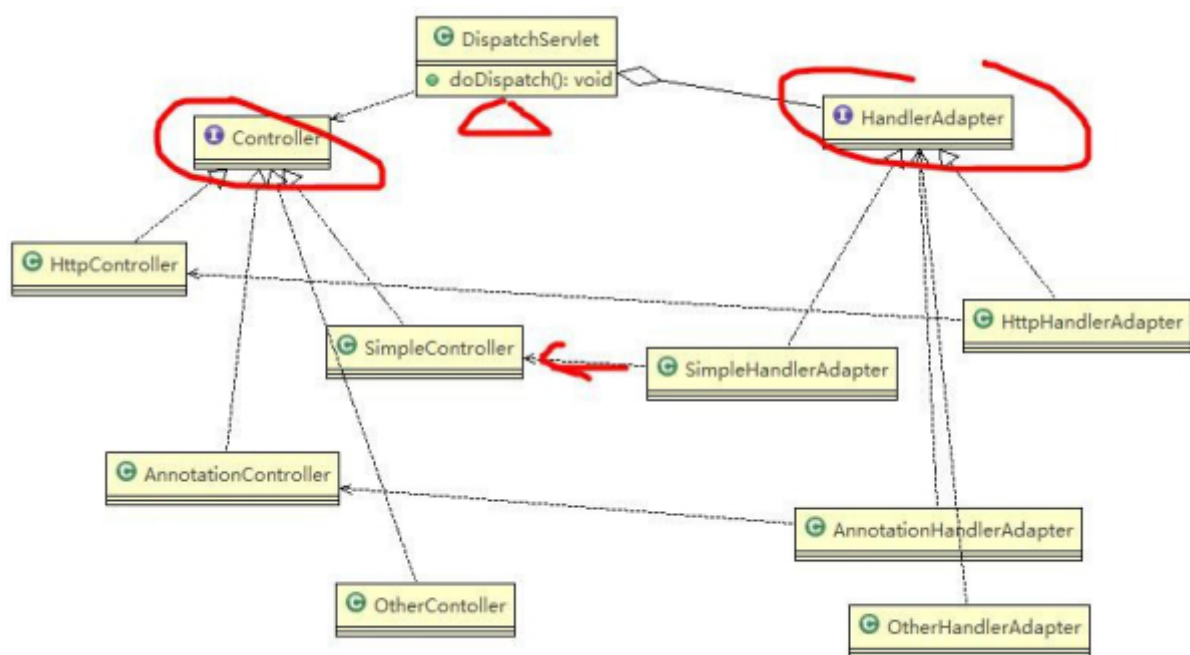 DispatchServlet
doDispatch(): void
I Controller
I HandlerAdapter
C HttpController
C HttpHandlerAdapter
C SimpleController
C SimpleHandlerAdapter
C AnnotationController
C AnnotationHandlerAdapter
C OtherContoller
C OtherHandlerAdapter